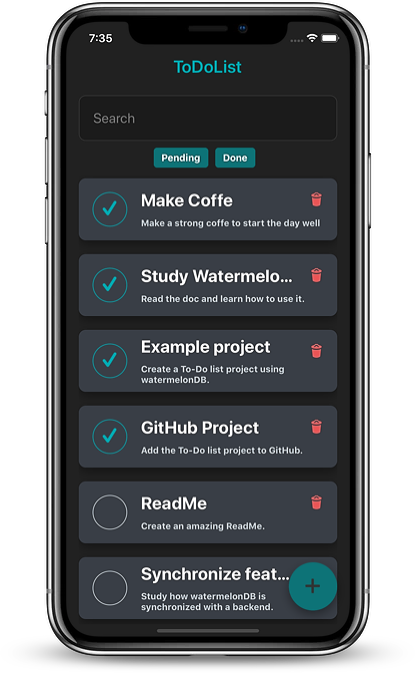 7:35
ToDoList
Search
Pending Done
Make Coffe
Make a strong coffe to start the day well
Study Watermelo...
Read the doc and learn how to use it.
Example project
Create a To-Do list project using
watermelonDB.
GitHub Project
Add the To-Do list project to GitHub.
ReadMe
Create an amazing ReadMe.
Synchronize feat...
Study how watermelonDB is
synchronized with a backend.